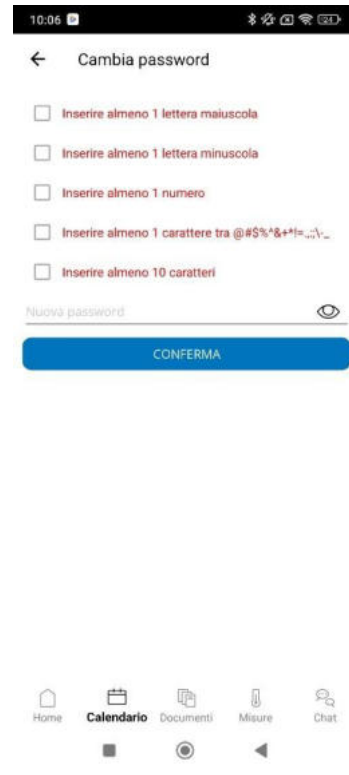 10:06
Cambia password
Inserire almeno 1 lettera maiuscola
Inserire almeno 1 lettera minuscola
Inserire almeno 1 numero
Inserire almeno 1 carattere tra @#$%^&+*!=.,:;\-_
Inserire almeno 10 caratteri
Nuova password
CONFERMA
Home Calendario Documenti Misure Chat